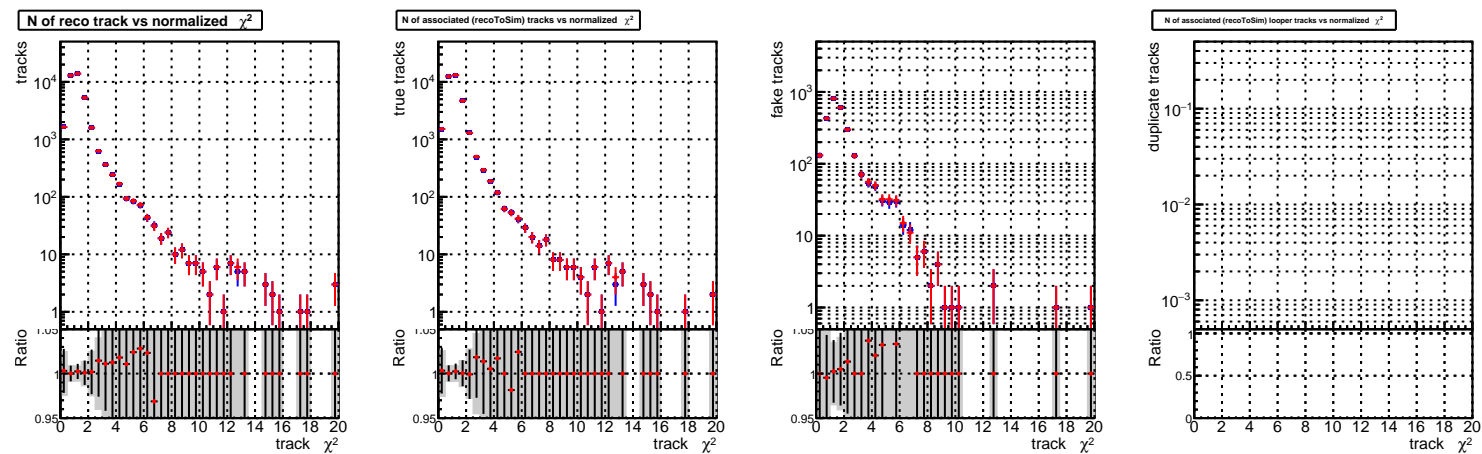 N of reco track vs normalized χ²
tracks
10⁴
10³
10²
10
1
Ratio
1.05
1
0.95
0 2 4 6 8 10 12 14 16 18 20
track χ²
N of associated (recoToSim) tracks vs normalized χ²
true tracks
10⁴
10³
10²
10
1
Ratio
1.05
1
0.95
0 2 4 6 8 10 12 14 16 18 20
track χ²
fake tracks
10³
10²
10
1
Ratio
1.05
1
0.95
0 2 4 6 8 10 12 14 16 18 20
track χ²
N of associated (recoToSim) looper tracks vs normalized χ²
duplicate tracks
10⁻¹
10⁻²
10⁻³
Ratio
1
0.5
0
0 2 4 6 8 10 12 14 16 18 20
track χ²